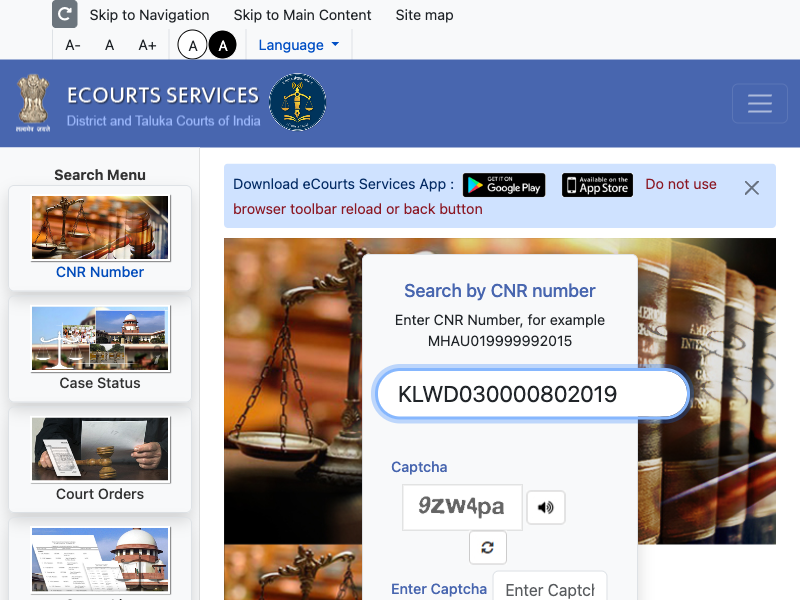 Skip to Navigation Skip to Main Content Site map
A- A A+ A A Language
ECOURTS SERVICES
District and Taluka Courts of India
सत्यमेव जयते
Search Menu
CNR Number
Case Status
Court Orders
Download eCourts Services App : GET IT ON Google Play Available on the App Store Do not use
browser toolbar reload or back button
Search by CNR number
Enter CNR Number, for example
MHAU019999992015
KLWD030000802019
Captcha
9zw4pa
Enter Captcha Enter Captch